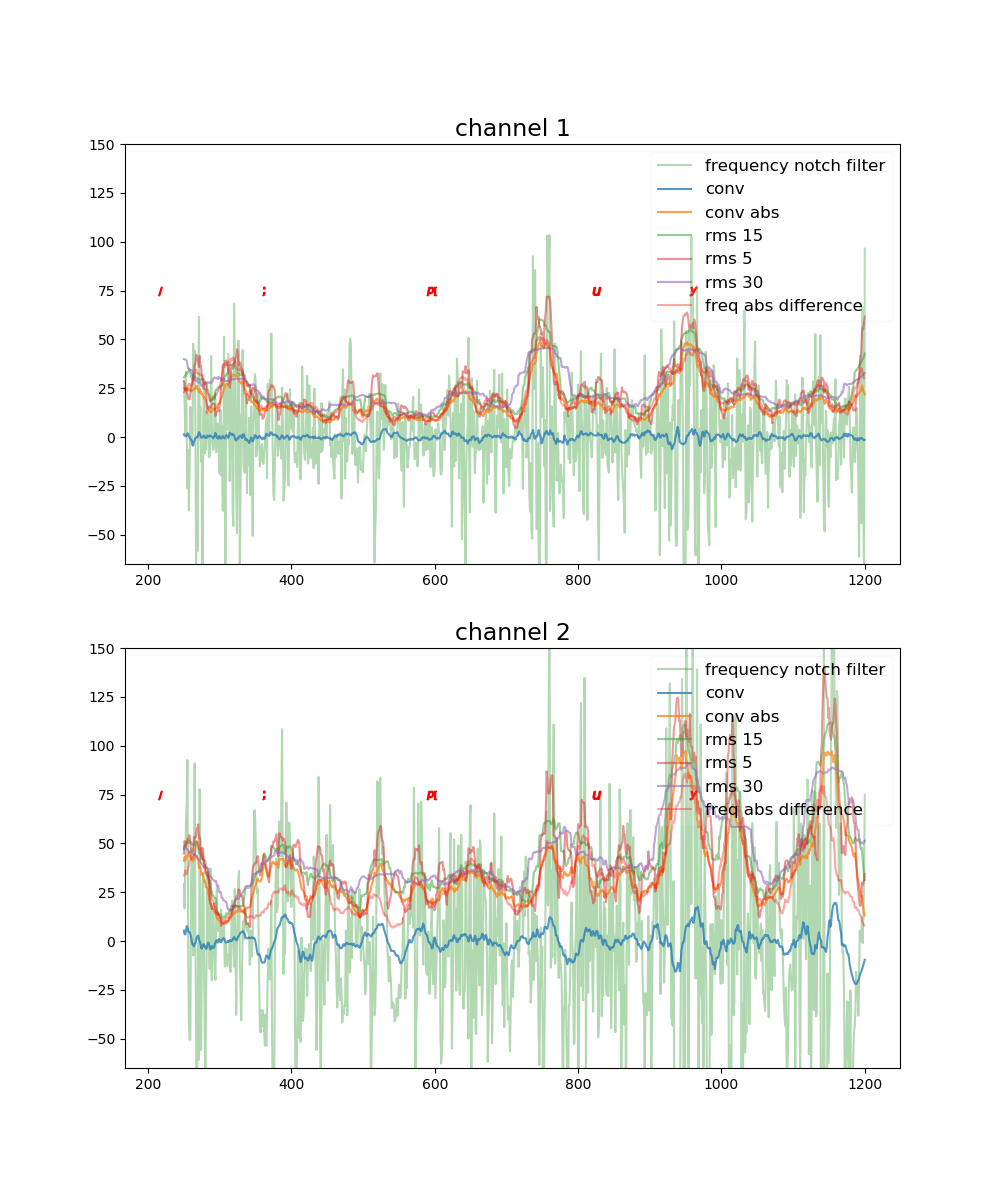 channel 1
150
125
100
75
50
25
0
−25
−50
frequency notch filter
conv
conv abs
rms 15
rms 5
rms 30
freq abs difference
/ ; u y
200 400 600 800 1000 1200
channel 2
150
125
100
75
50
25
0
−25
−50
frequency notch filter
conv
conv abs
rms 15
rms 5
rms 30
freq abs difference
/ ; u y
200 400 600 800 1000 1200